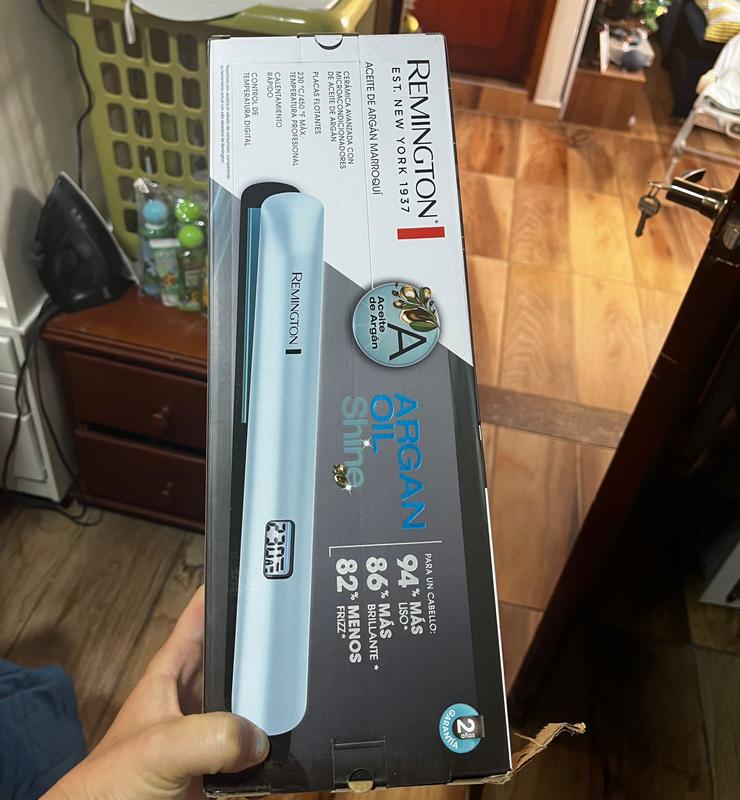 REMINGTON®
EST. NEW YORK 1937
ACEITE DE ARGÁN MARROQUÍ
CERÁMICA AVANZADA CON
MICROACONDICIONADORES
DE ACEITE DE ARGÁN
PLACAS FLOTANTES
230 °C/450 °F MÁX.
TEMPERATURA PROFESIONAL
CALENTAMIENTO
RÁPIDO
CONTROL DE
TEMPERATURA DIGITAL
A
Aceite
de Argán
REMINGTON
ARGAN
OIL
Shine
PARA UN CABELLO:
94% MÁS
LISO*
86% MÁS
BRILLANTE*
82% MENOS
FRIZZ*
2
años
GARANTÍA